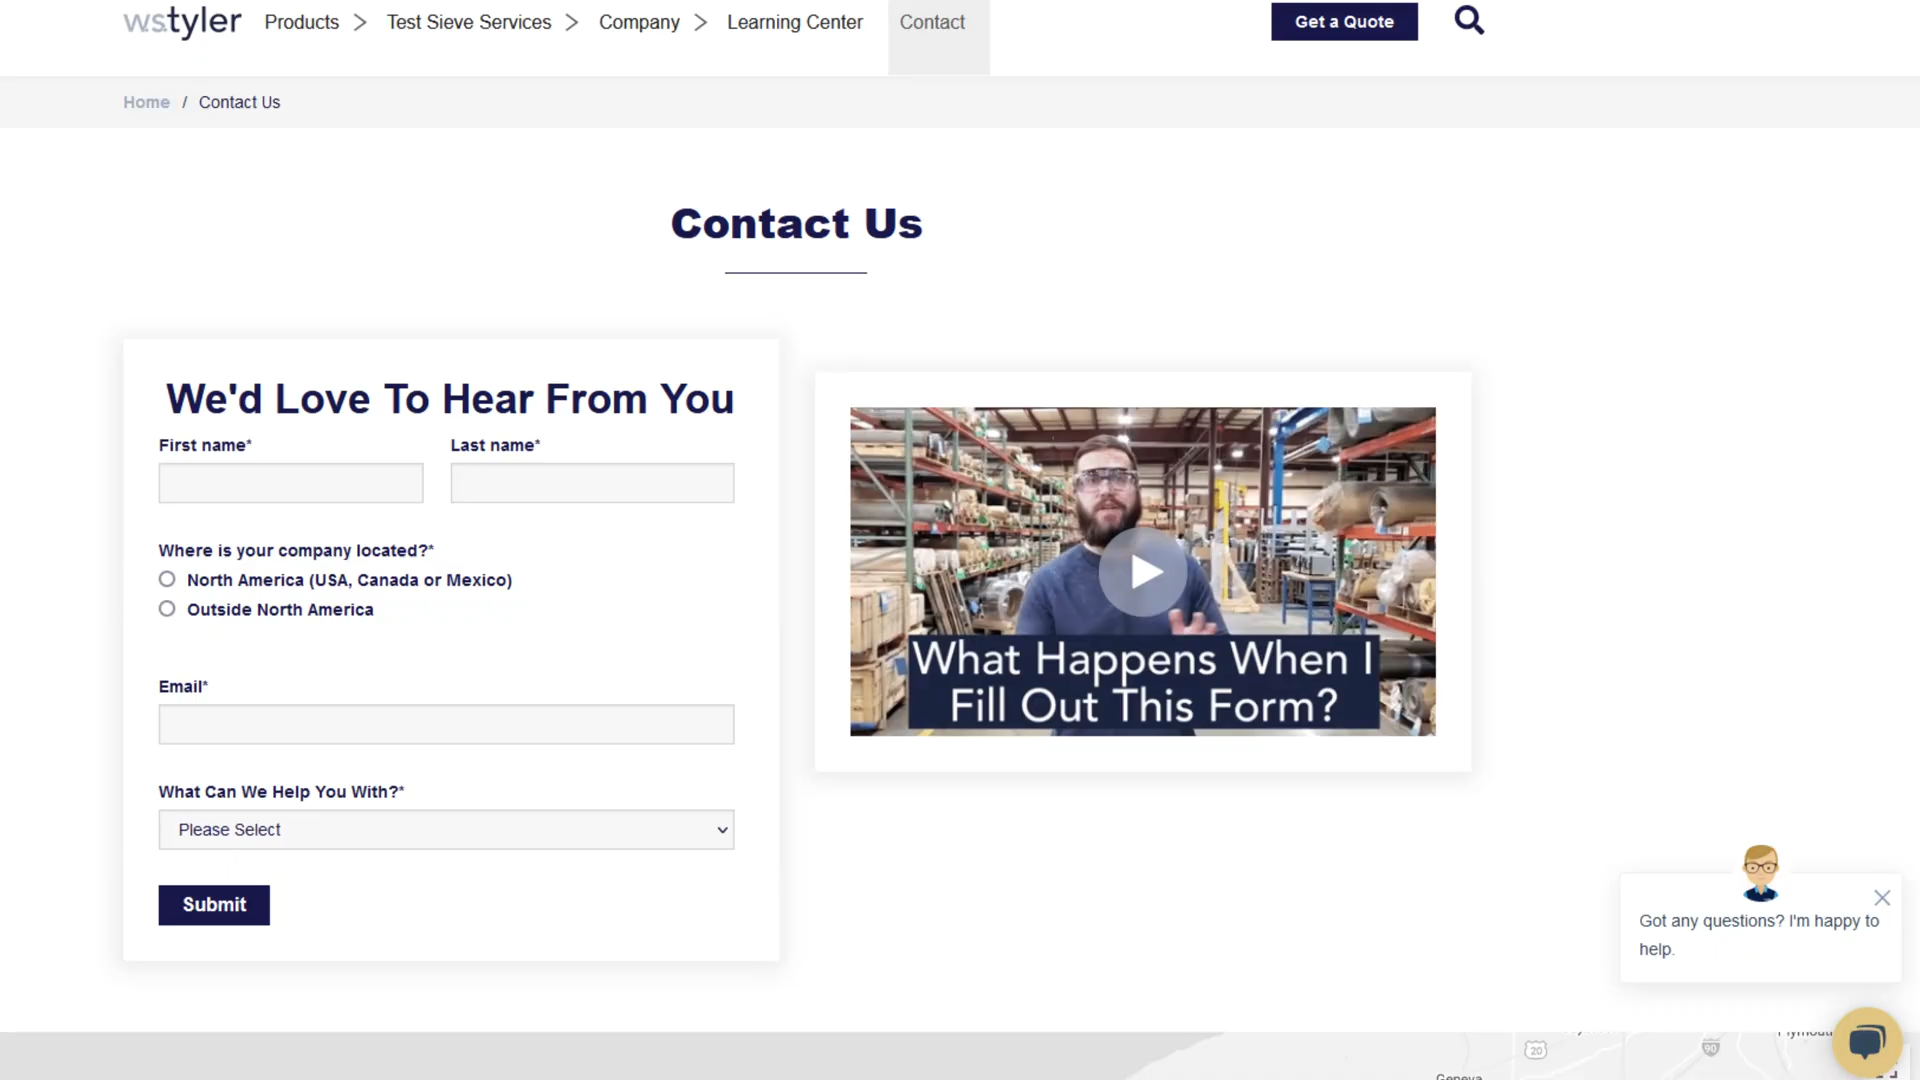 wstyler Products Test Sieve Services Company Learning Center Contact Get a Quote
Home / Contact Us
Contact Us
We'd Love To Hear From You
First name* Last name*
Where is your company located?*
North America (USA, Canada or Mexico)
Outside North America
Email*
What Can We Help You With?*
Please Select
Submit
What Happens When I
Fill Out This Form?
Got any questions? I'm happy to
help.
20
90
Geneva